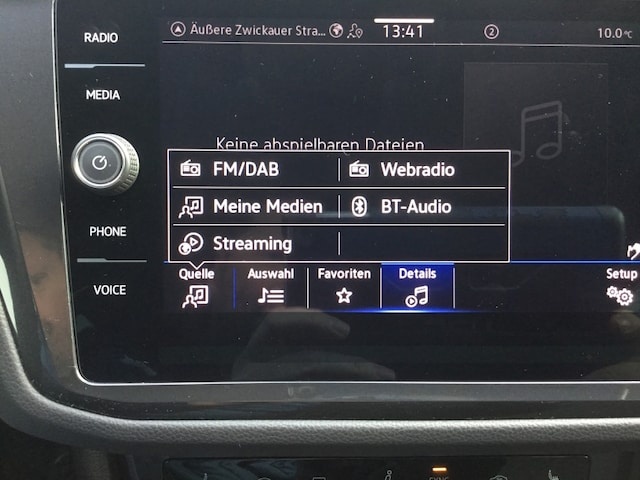 RADIO
MEDIA
PHONE
VOICE
Äußere Zwickauer Stra... 13:41 2 10.0°C
Keine abspielbaren Dateien
FM/DAB Webradio
Meine Medien BT-Audio
Streaming
Quelle Auswahl Favoriten Details Setup